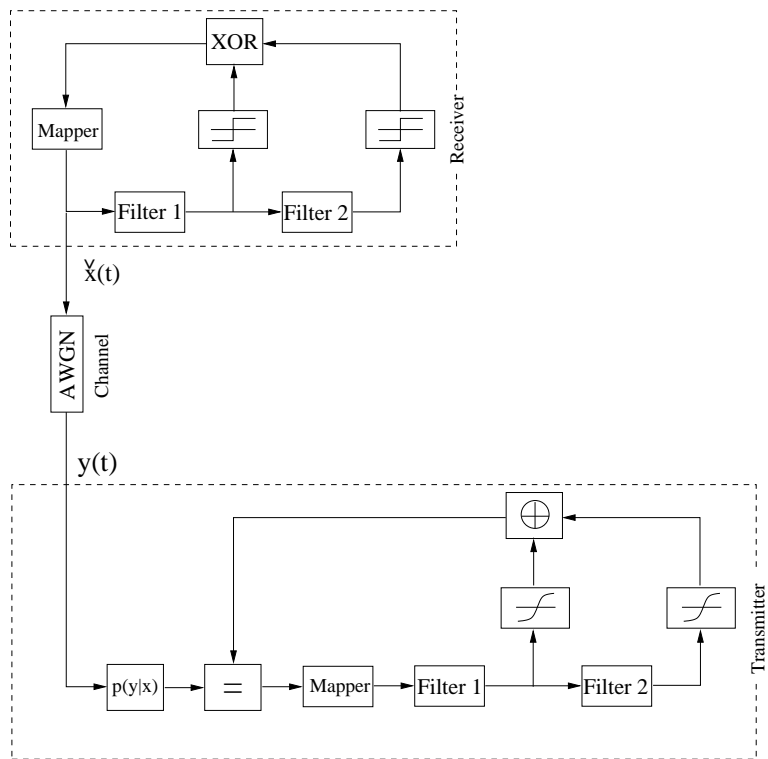 XOR
Mapper
Receiver
Filter 1
Filter 2
x̌(t)
AWGN
Channel
y(t)
⊕
Transmitter
p(y|x)
=
Mapper
Filter 1
Filter 2